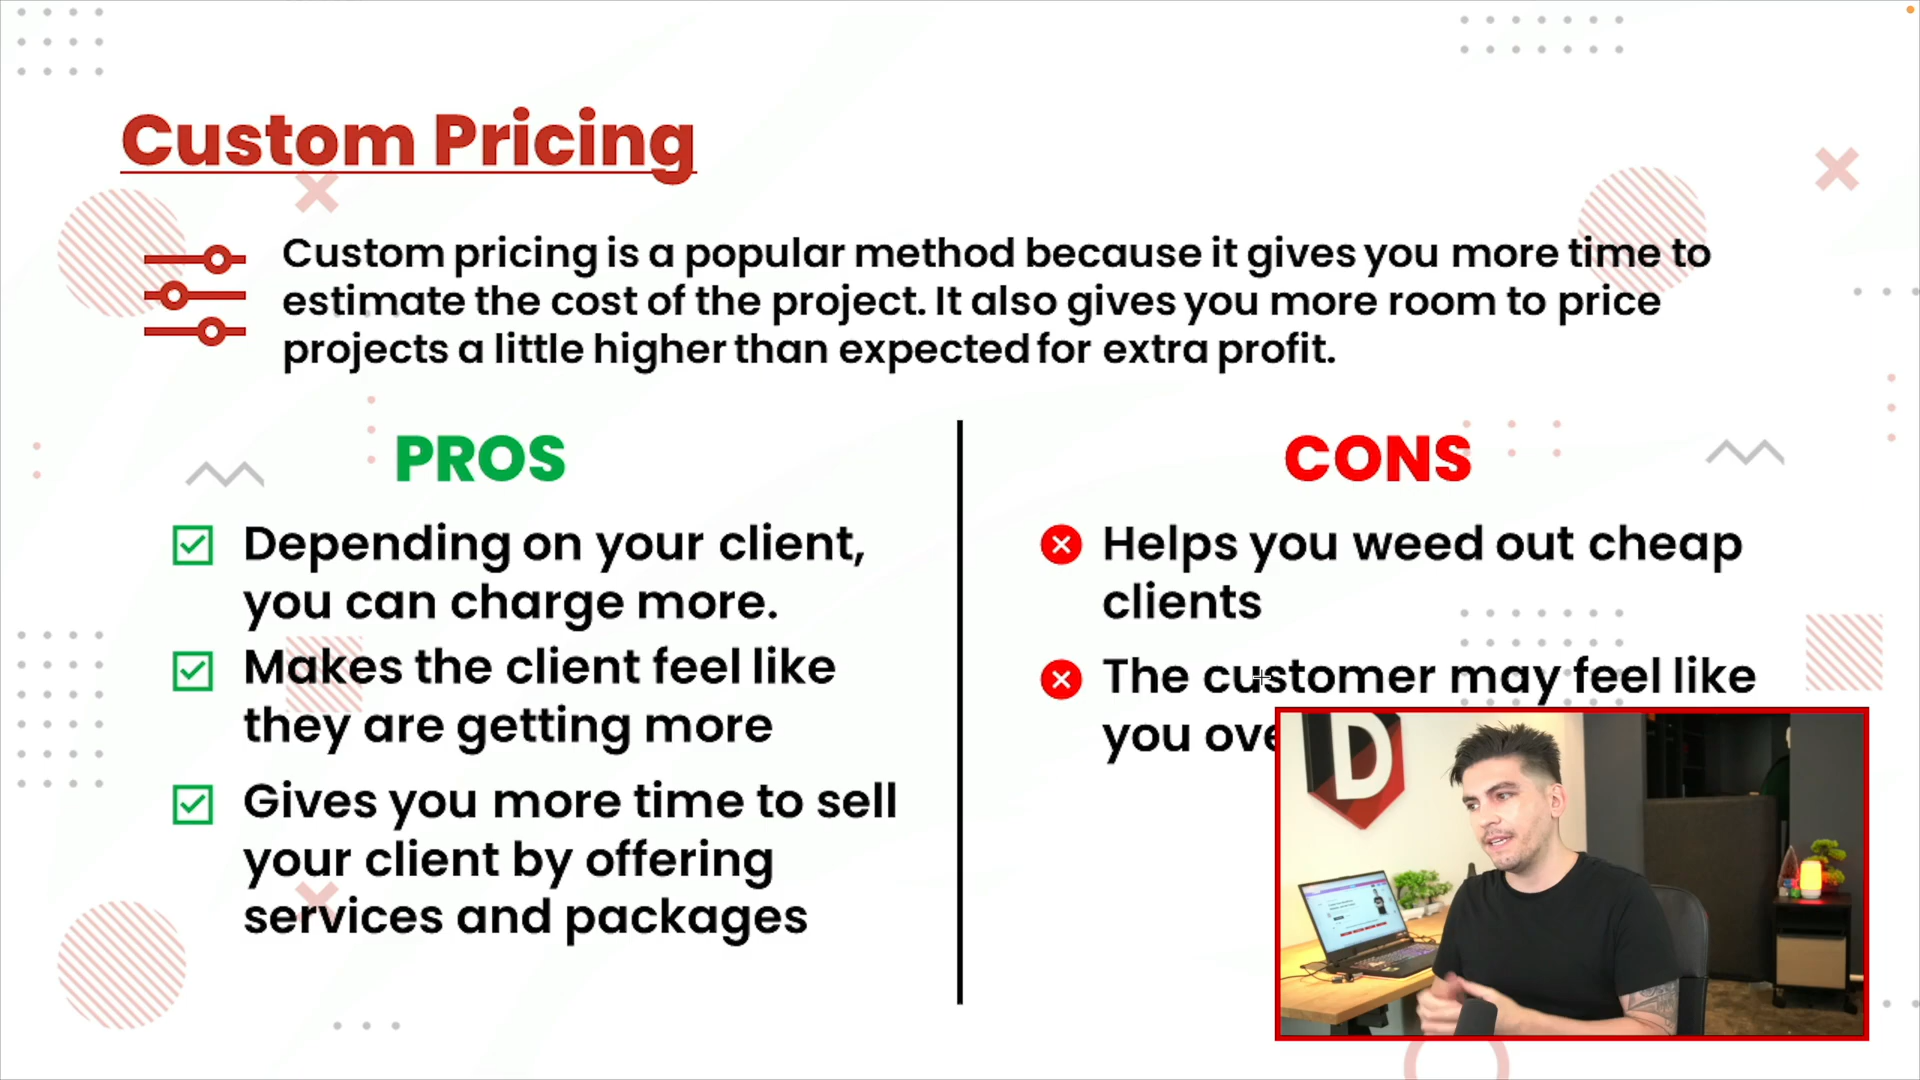 Custom Pricing
Custom pricing is a popular method because it gives you more time to
estimate the cost of the project. It also gives you more room to price
projects a little higher than expected for extra profit.
PROS
Depending on your client,
you can charge more.
Makes the client feel like
they are getting more
Gives you more time to sell
your client by offering
services and packages
CONS
Helps you weed out cheap
clients
The customer may feel like
you
D